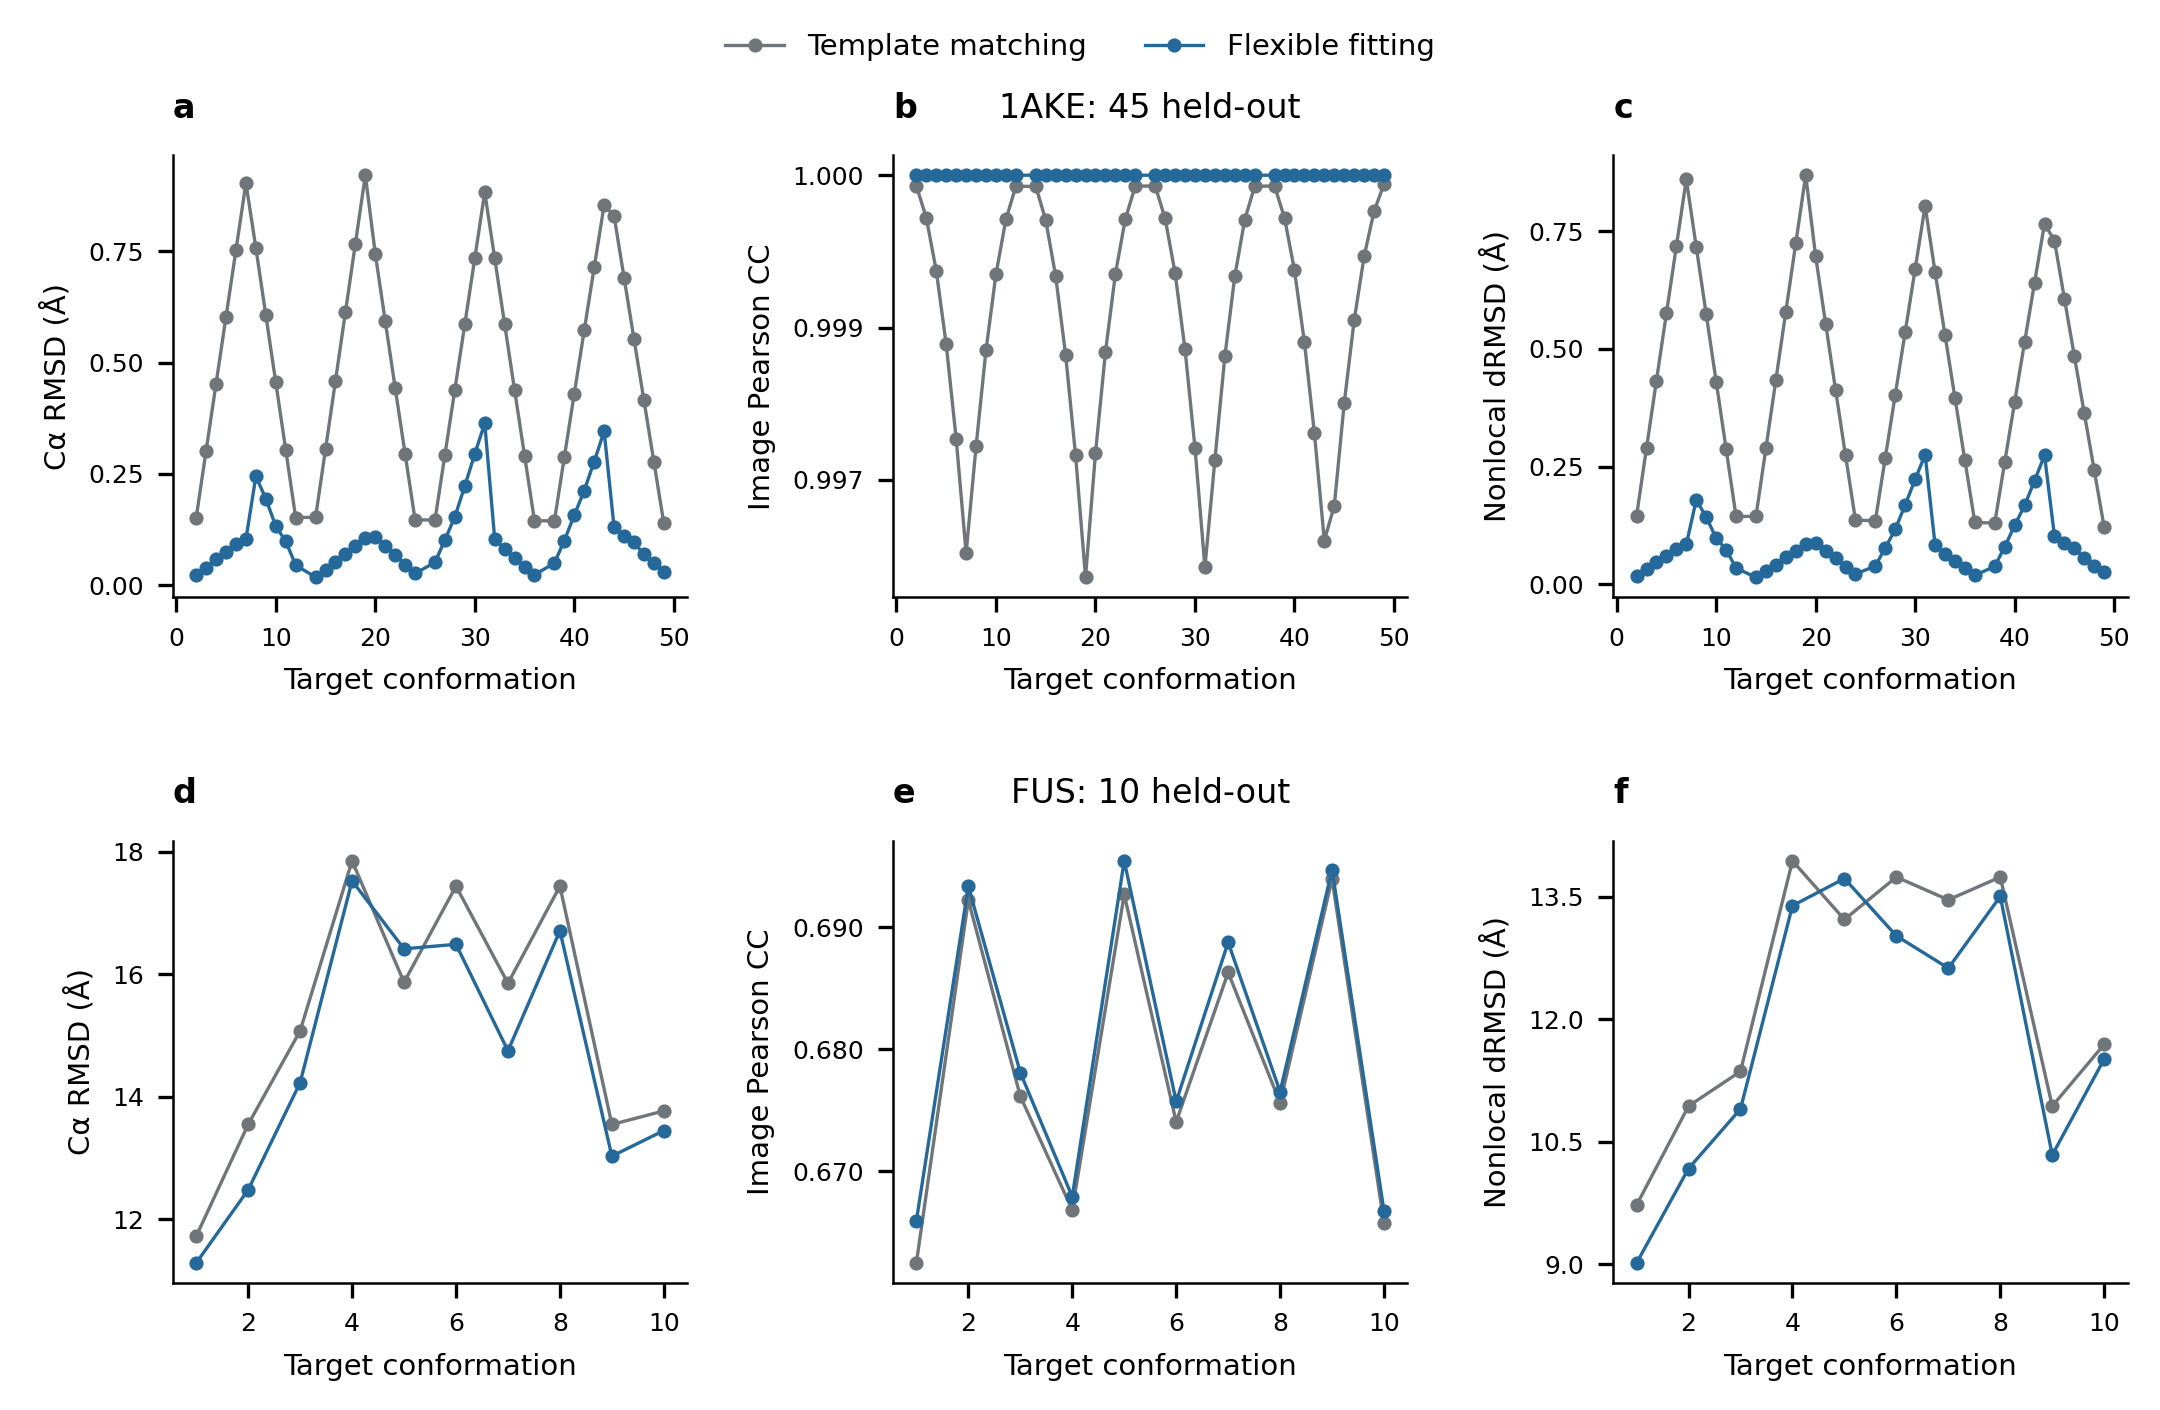 Template matching
Flexible fitting
a
b
1AKE: 45 held-out
c
0.75
0.50
0.25
0.00
Cα RMSD (Å)
0 10 20 30 40 50
Target conformation
1.000
0.999
0.997
Image Pearson CC
0 10 20 30 40 50
Target conformation
0.75
0.50
0.25
0.00
Nonlocal dRMSD (Å)
0 10 20 30 40 50
Target conformation
d
e
FUS: 10 held-out
f
18
16
14
12
Cα RMSD (Å)
2 4 6 8 10
Target conformation
0.690
0.680
0.670
Image Pearson CC
2 4 6 8 10
Target conformation
13.5
12.0
10.5
9.0
Nonlocal dRMSD (Å)
2 4 6 8 10
Target conformation